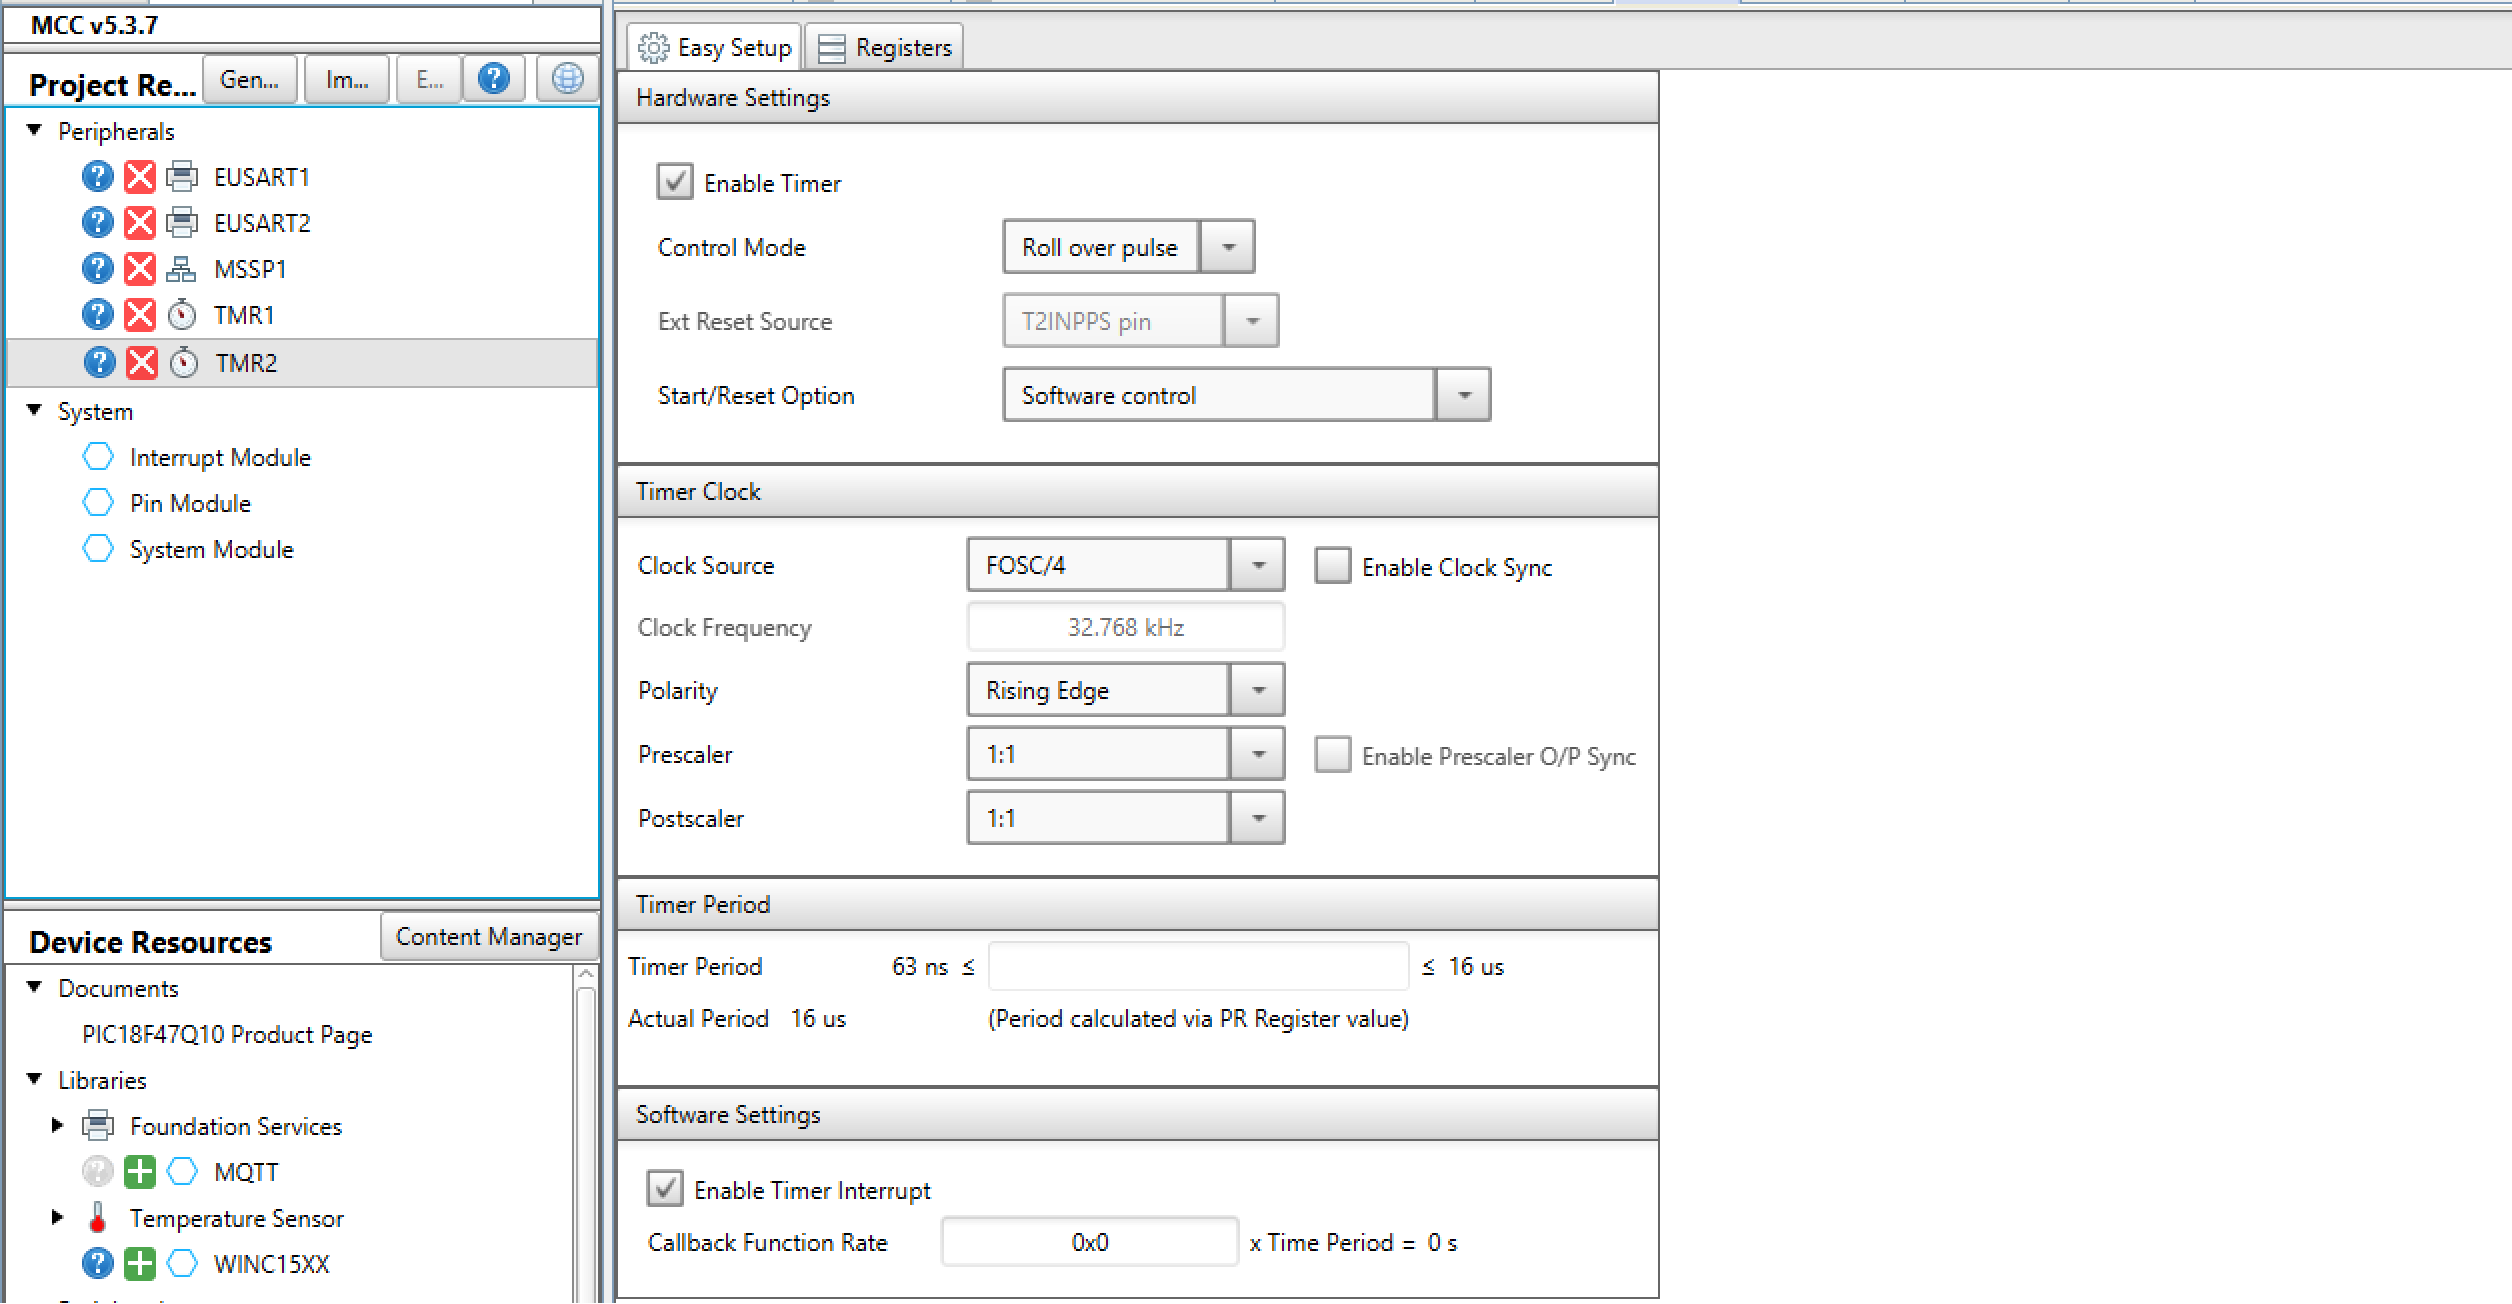 MCC v5.3.7
Project Re... Gen... Im... E...
Peripherals
EUSART1
EUSART2
MSSP1
TMR1
TMR2
System
Interrupt Module
Pin Module
System Module
Device Resources Content Manager
Documents
PIC18F47Q10 Product Page
Libraries
Foundation Services
MQTT
Temperature Sensor
WINC15XX
Easy Setup Registers
Hardware Settings
Enable Timer
Control Mode Roll over pulse
Ext Reset Source T2INPPS pin
Start/Reset Option Software control
Timer Clock
Clock Source FOSC/4 Enable Clock Sync
Clock Frequency 32.768 kHz
Polarity Rising Edge
Prescaler 1:1 Enable Prescaler O/P Sync
Postscaler 1:1
Timer Period
Timer Period 63 ns ≤ ≤ 16 us
Actual Period 16 us (Period calculated via PR Register value)
Software Settings
Enable Timer Interrupt
Callback Function Rate 0x0 x Time Period = 0 s